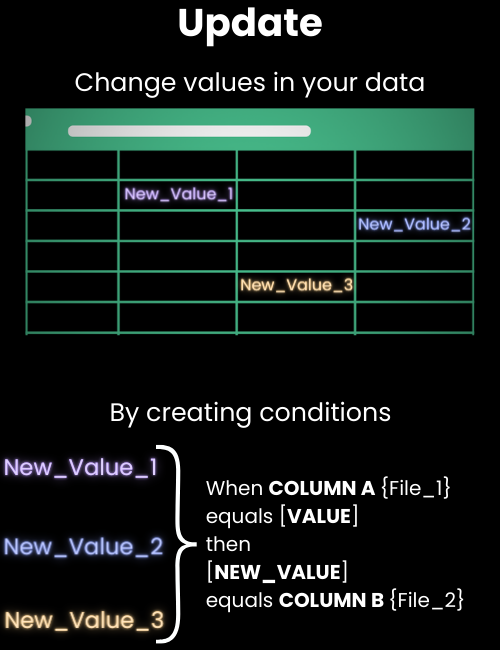 Update
Change values in your data
New_Value_1
New_Value_2
New_Value_3
By creating conditions
New_Value_1
New_Value_2
New_Value_3
When COLUMN A {File_1}
equals [VALUE]
then
[NEW_VALUE]
equals COLUMN B {File_2}